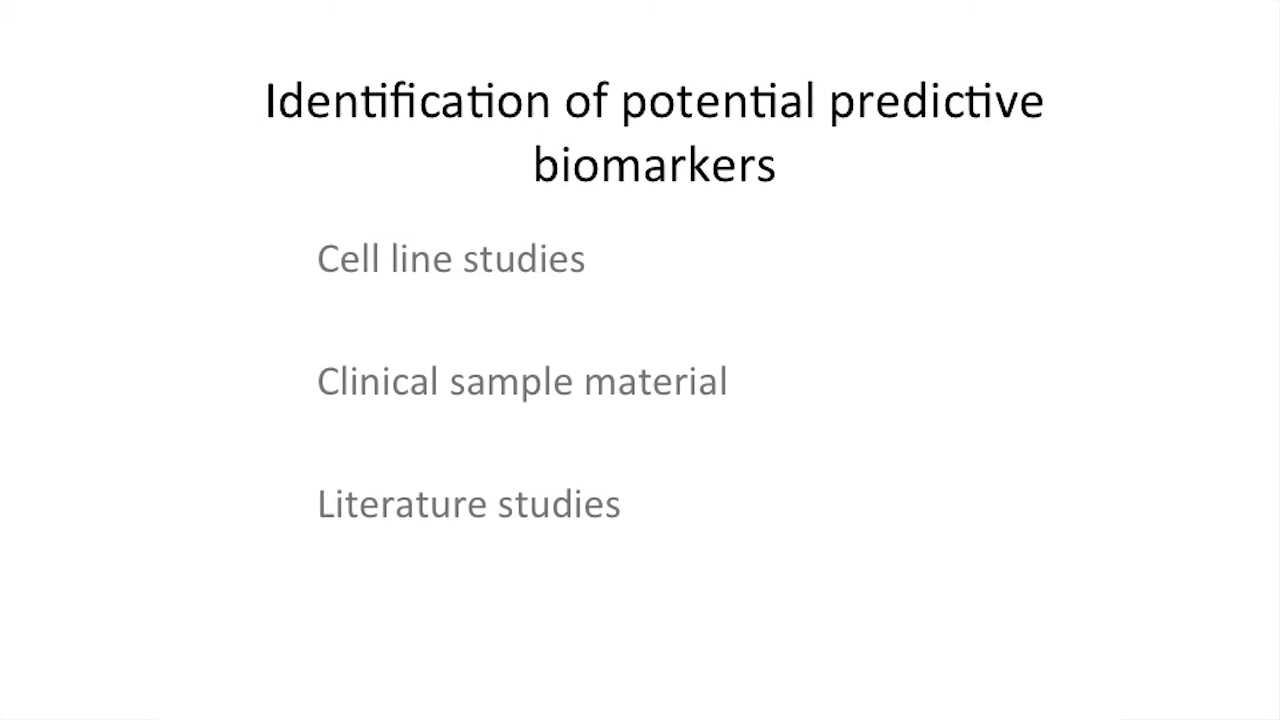 Identification of potential predictive
biomarkers
Cell line studies
Clinical sample material
Literature studies